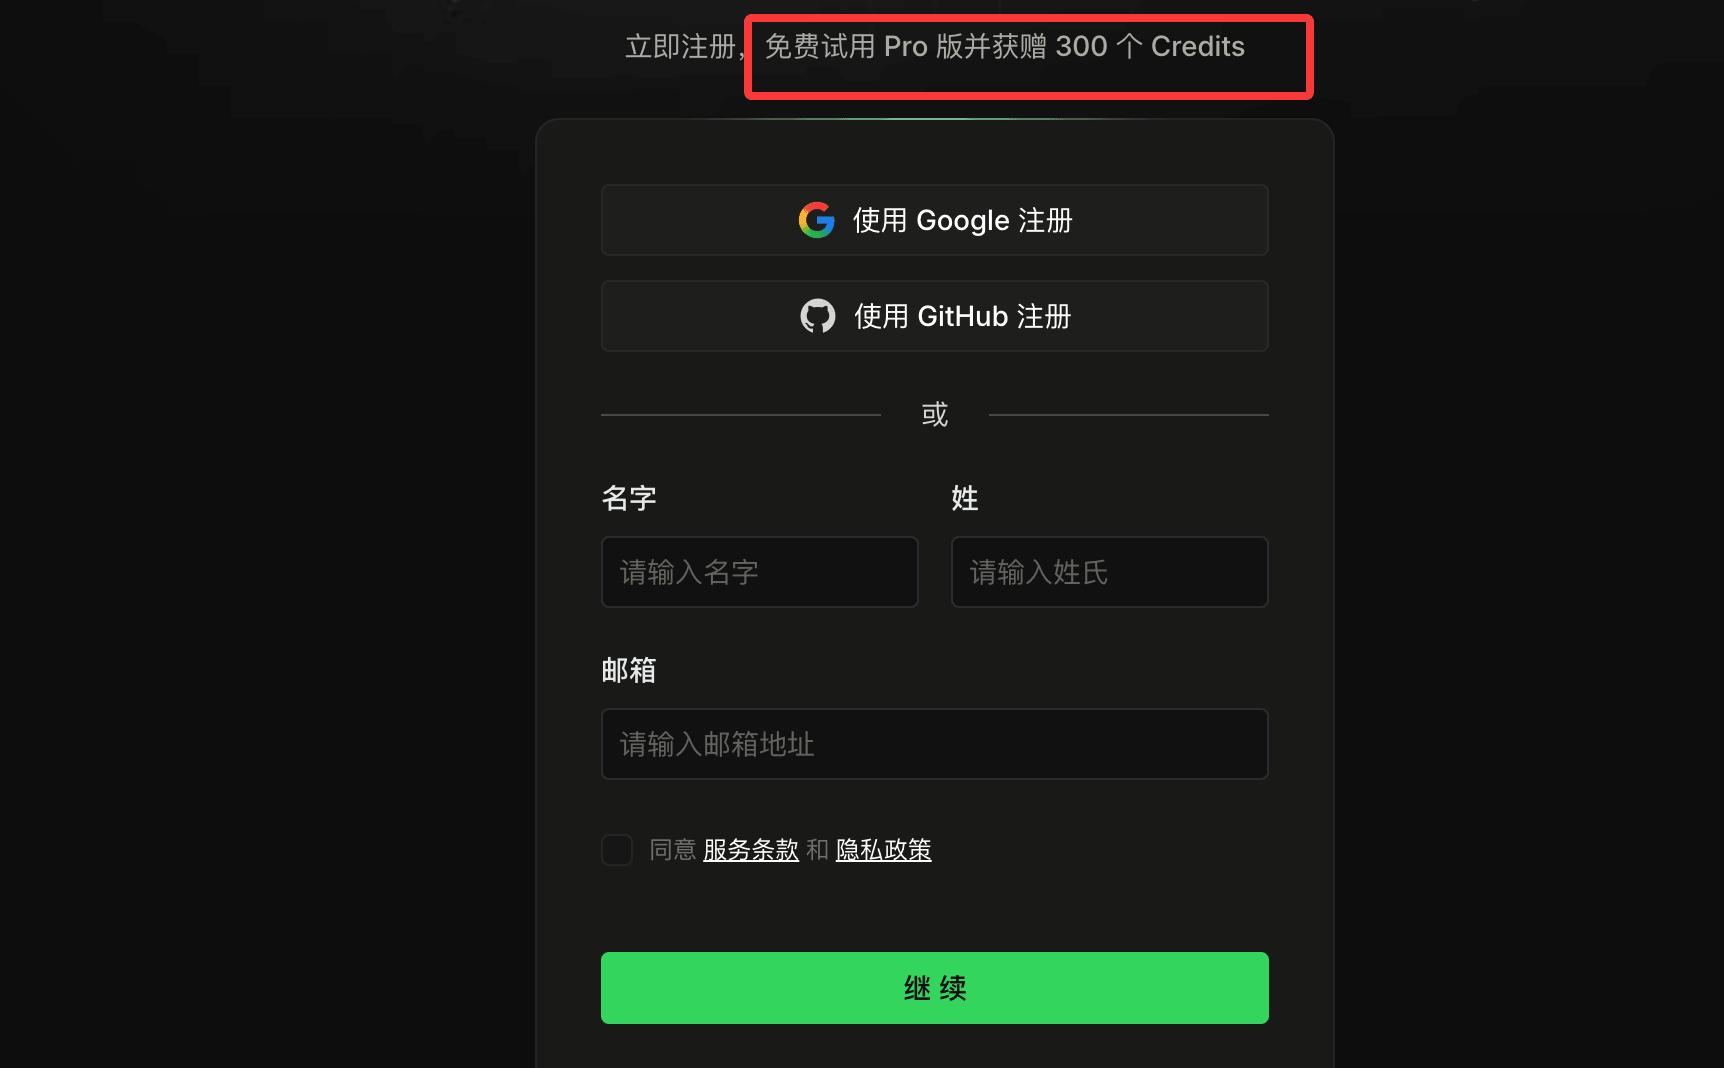 立即注册，免费试用 Pro 版并获赠 300 个 Credits
使用 Google 注册
使用 GitHub 注册
或
名字 姓
请输入名字 请输入姓氏
邮箱
请输入邮箱地址
同意 服务条款 和 隐私政策
继续